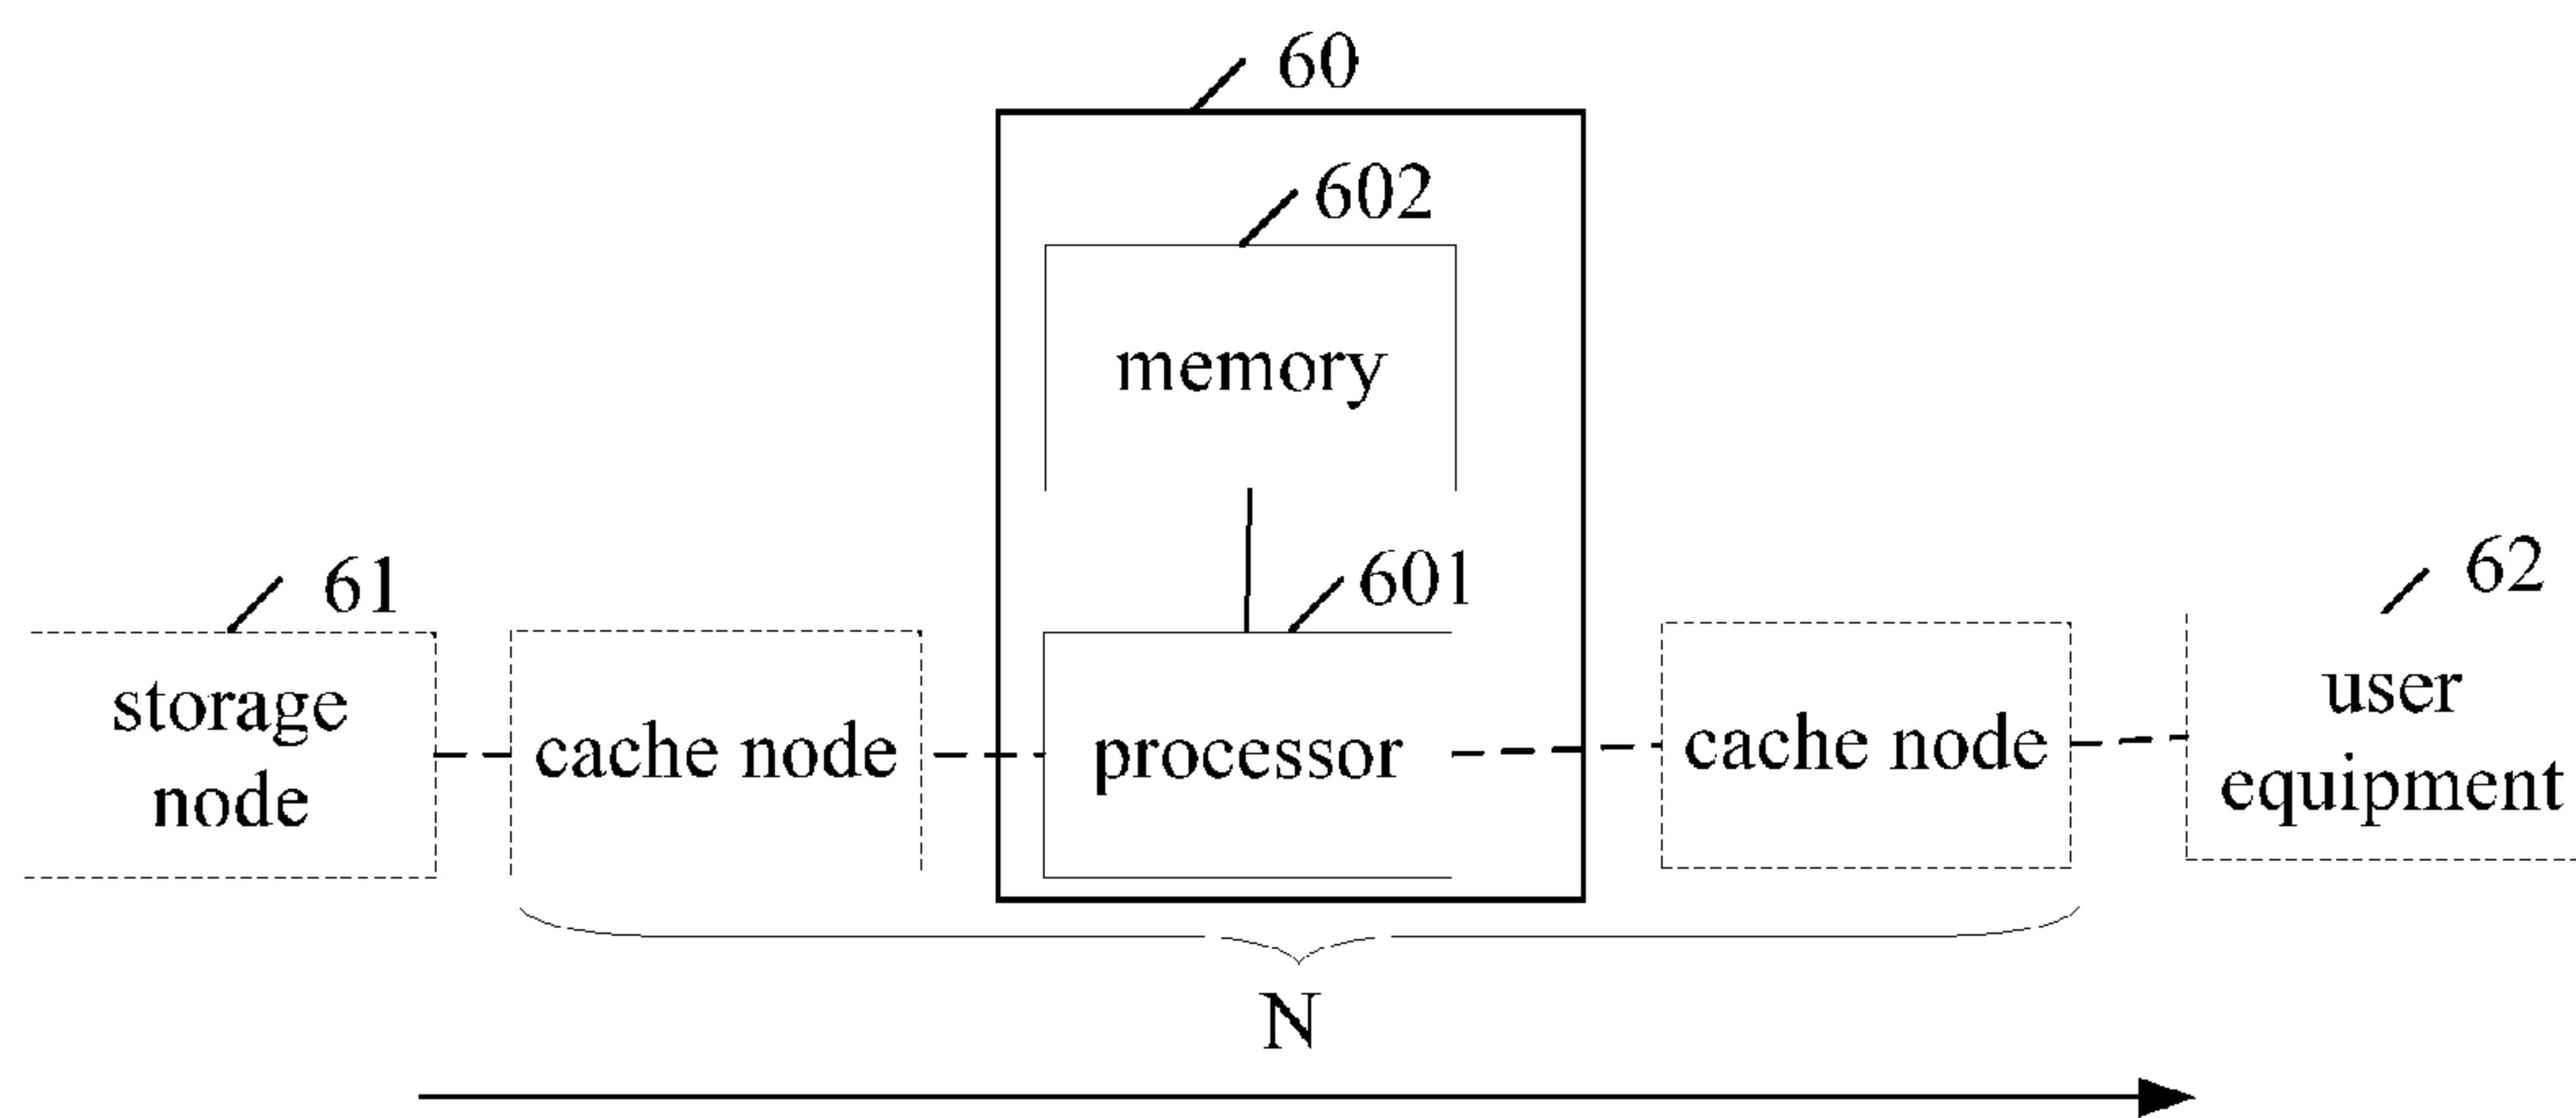 60
602
memory
61
601
62
storage
node
cache node
processor
cache node
user
equipment
N